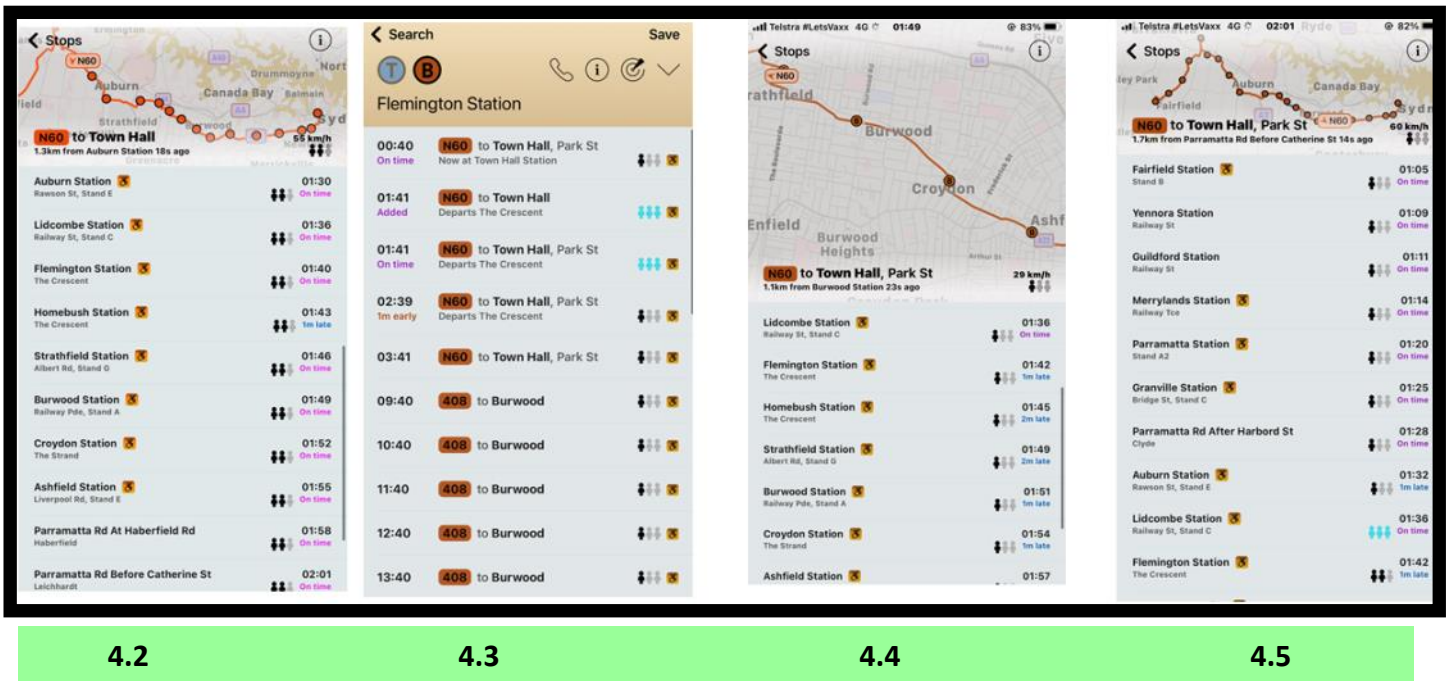 Stops
N60
Auburn
Drummoyne
Nort
Canada Bay
Balmain
Strathfield
N60 to Town Hall
55 km/h
1.3km from Auburn Station 18s ago
Auburn Station 01:30
Rawson St, Stand E On time
Lidcombe Station 01:36
Railway St, Stand C On time
Flemington Station 01:40
The Crescent On time
Homebush Station 01:43
The Crescent 1m late
Strathfield Station 01:46
Albert Rd, Stand G On time
Burwood Station 01:49
Railway Pde, Stand A On time
Croydon Station 01:52
The Strand On time
Ashfield Station 01:55
Liverpool Rd, Stand E On time
Parramatta Rd At Haberfield Rd 01:58
Haberfield On time
Parramatta Rd Before Catherine St 02:01
Leichhardt On time
Search Save
T B
Flemington Station
00:40 N60 to Town Hall, Park St
On time Now at Town Hall Station
01:41 N60 to Town Hall
Added Departs The Crescent
01:41 N60 to Town Hall, Park St
On time Departs The Crescent
02:39 N60 to Town Hall, Park St
1m early Departs The Crescent
03:41 N60 to Town Hall, Park St
09:40 408 to Burwood
10:40 408 to Burwood
11:40 408 to Burwood
12:40 408 to Burwood
13:40 408 to Burwood
Telstra #LetsVaxx 4G 01:49 83%
Stops
N60
rathfield
Burwood
Croydon
Ashf
Enfield
Burwood
Heights
N60 to Town Hall, Park St
29 km/h
1.1km from Burwood Station 23s ago
Lidcombe Station 01:36
Railway St, Stand C On time
Flemington Station 01:42
The Crescent 1m late
Homebush Station 01:45
The Crescent 2m late
Strathfield Station 01:49
Albert Rd, Stand G 2m late
Burwood Station 01:51
Railway Pde, Stand A 1m late
Croydon Station 01:54
The Strand 1m late
Ashfield Station 01:57
Telstra #LetsVaxx 4G 02:01 82%
Stops
Auburn
Canada Bay
Fairfield
N60
N60 to Town Hall, Park St
60 km/h
1.7km from Parramatta Rd Before Catherine St 14s ago
Fairfield Station 01:05
Stand B On time
Yennora Station 01:09
Railway St On time
Guildford Station 01:11
Railway St On time
Merrylands Station 01:14
Railway Tce On time
Parramatta Station 01:20
Stand A2 On time
Granville Station 01:25
Bridge St, Stand C On time
Parramatta Rd After Harbord St 01:28
Clyde On time
Auburn Station 01:32
Rawson St, Stand E 1m late
Lidcombe Station 01:36
Railway St, Stand C On time
Flemington Station 01:42
The Crescent 1m late
4.2 4.3 4.4 4.5